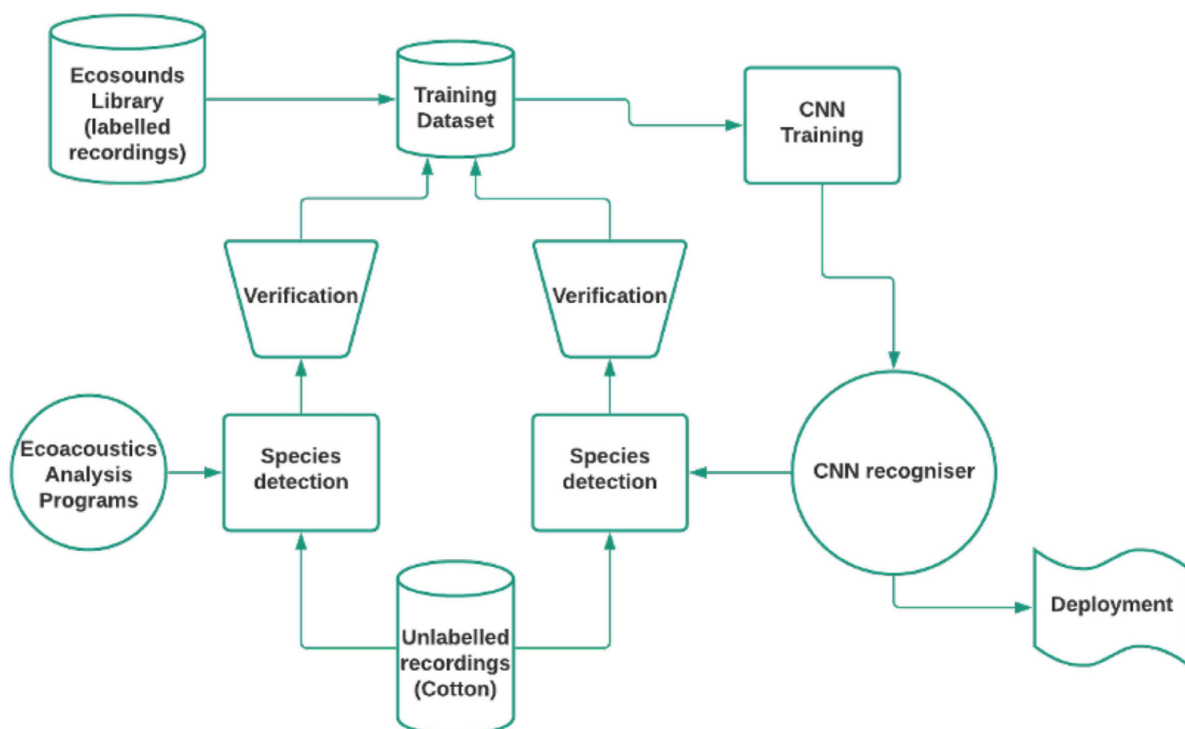 Ecosounds
Library
(labelled
recordings)
Training
Dataset
CNN
Training
Verification
Verification
Ecoacoustics
Analysis
Programs
Species
detection
Species
detection
CNN recogniser
Unlabelled
recordings
(Cotton)
Deployment